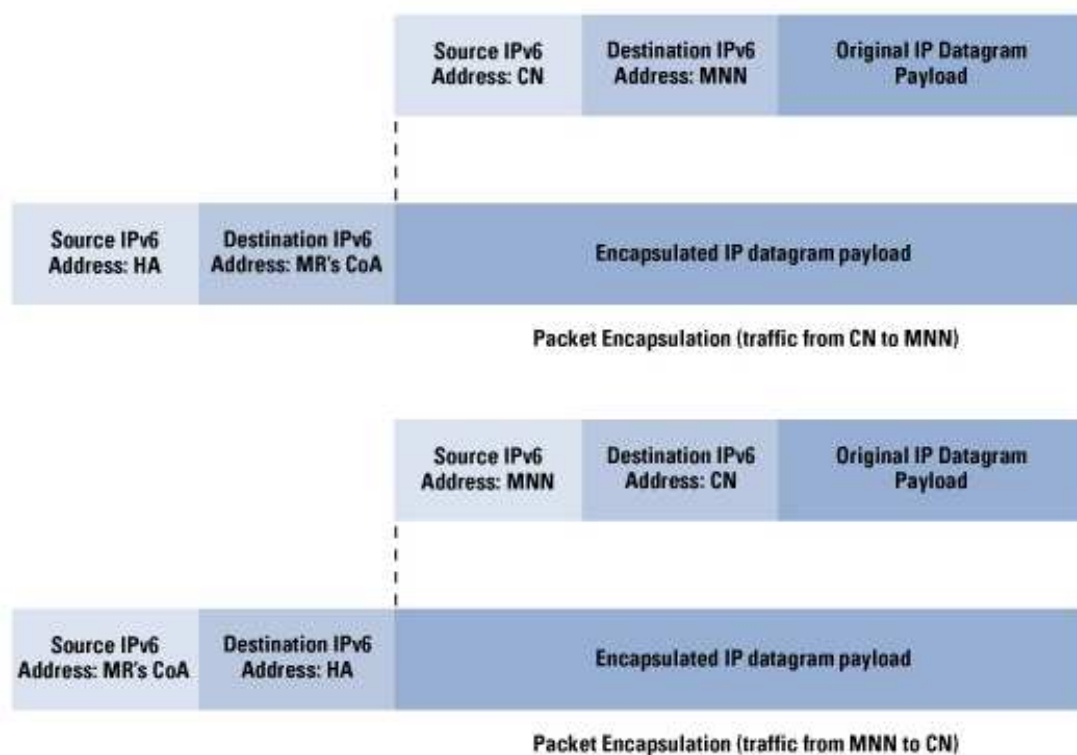 Source IPv6
Address: CN
Destination IPv6
Address: MNN
Original IP Datagram
Payload
Source IPv6
Address: HA
Destination IPv6
Address: MR's CoA
Encapsulated IP datagram payload
Packet Encapsulation (traffic from CN to MNN)
Source IPv6
Address: MNN
Destination IPv6
Address: CN
Original IP Datagram
Payload
Source IPv6
Address: MR's CoA
Destination IPv6
Address: HA
Encapsulated IP datagram payload
Packet Encapsulation (traffic from MNN to CN)